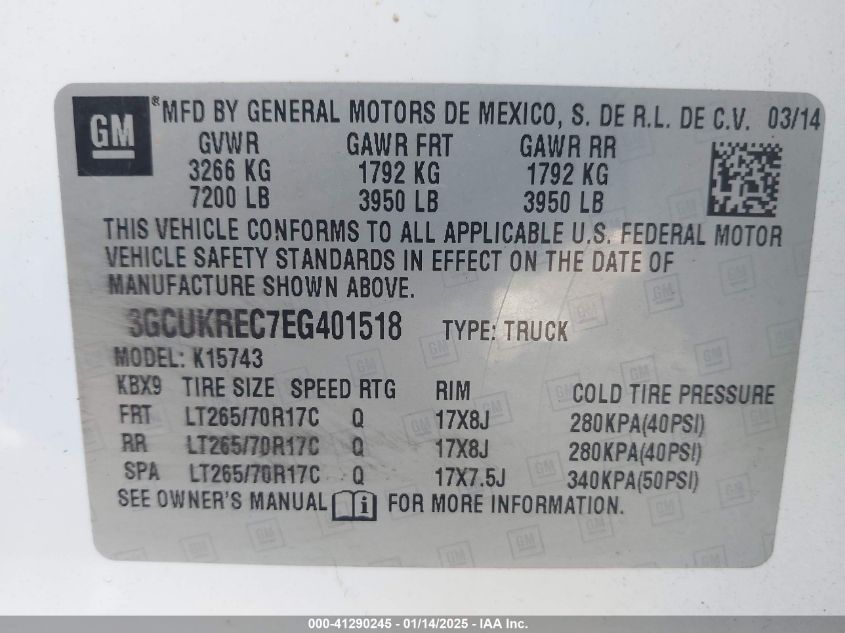 GM ® MFD BY GENERAL MOTORS DE MEXICO, S. DE R.L. DE C.V. 03/14
GVWR GAWR FRT GAWR RR
3266 KG 1792 KG 1792 KG
7200 LB 3950 LB 3950 LB
THIS VEHICLE CONFORMS TO ALL APPLICABLE U.S. FEDERAL MOTOR
VEHICLE SAFETY STANDARDS IN EFFECT ON THE DATE OF
MANUFACTURE SHOWN ABOVE.
3GCUKREC7EG401518 TYPE: TRUCK
MODEL: K15743
KBX9 TIRE SIZE SPEED RTG RIM COLD TIRE PRESSURE
FRT LT265/70R17C Q 17X8J 280KPA(40PSI)
RR LT265/70R17C Q 17X8J 280KPA(40PSI)
SPA LT265/70R17C Q 17X7.5J 340KPA(50PSI)
SEE OWNER'S MANUAL i FOR MORE INFORMATION.
000-41290245 - 01/14/2025 - IAA Inc.